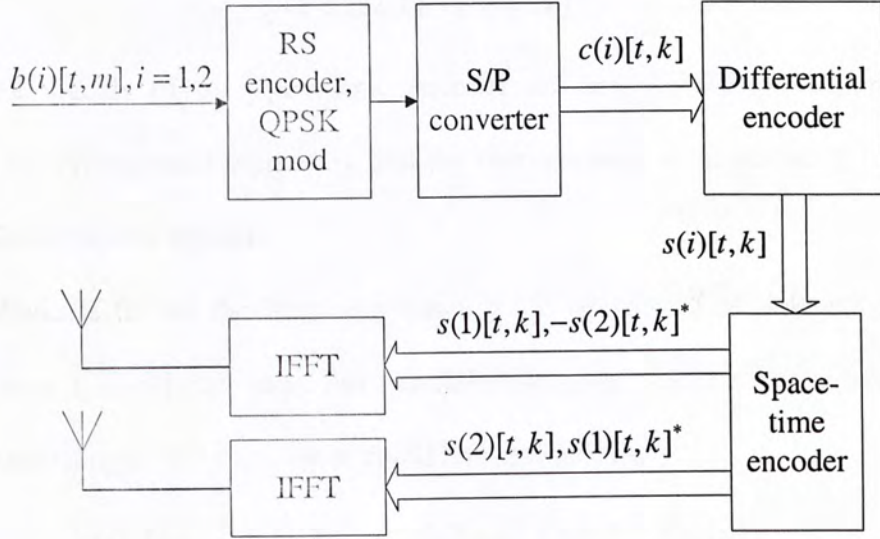 b(i)[t,m], i = 1,2
RS
encoder,
QPSK
mod
S/P
converter
c(i)[t,k]
Differential
encoder
s(i)[t,k]
s(1)[t,k],-s(2)[t,k]*
IFFT
Space-
time
encoder
s(2)[t,k],s(1)[t,k]*
IFFT